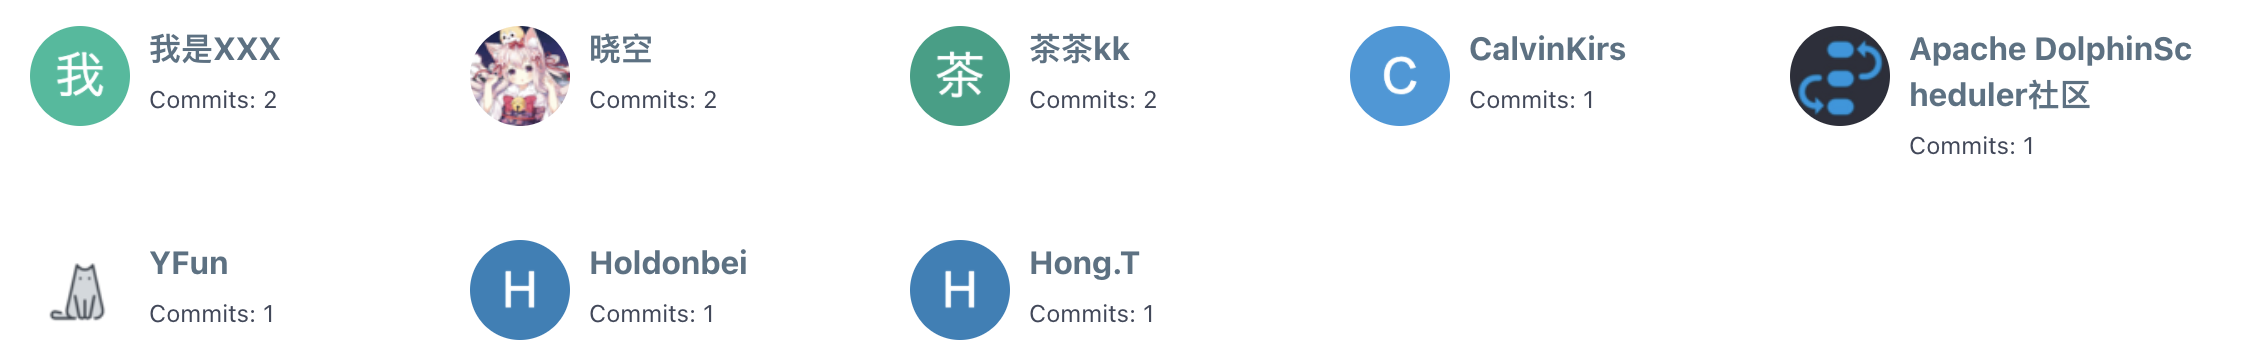 我
我是XXX
Commits: 2
晓空
Commits: 2
茶
茶茶kk
Commits: 2
C
CalvinKirs
Commits: 1
Apache DolphinSc
heduler社区
Commits: 1
YFun
Commits: 1
H
Holdonbei
Commits: 1
H
Hong.T
Commits: 1